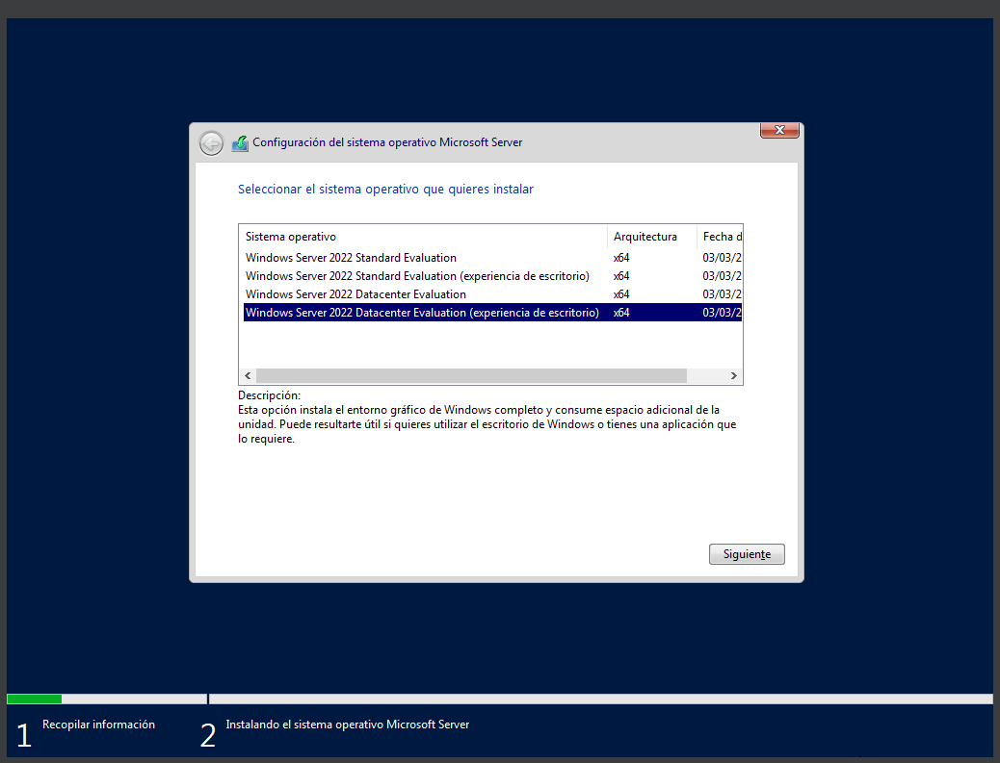 Configuración del sistema operativo Microsoft Server
Seleccionar el sistema operativo que quieres instalar
Sistema operativo Arquitectura Fecha d
Windows Server 2022 Standard Evaluation x64 03/03/2
Windows Server 2022 Standard Evaluation (experiencia de escritorio) x64 03/03/2
Windows Server 2022 Datacenter Evaluation x64 03/03/2
Windows Server 2022 Datacenter Evaluation (experiencia de escritorio) x64 03/03/2
Descripción:
Esta opción instala el entorno gráfico de Windows completo y consume espacio adicional de la
unidad. Puede resultarte útil si quieres utilizar el escritorio de Windows o tienes una aplicación que
lo requiere.
Siguiente
1 Recopilar información 2 Instalando el sistema operativo Microsoft Server